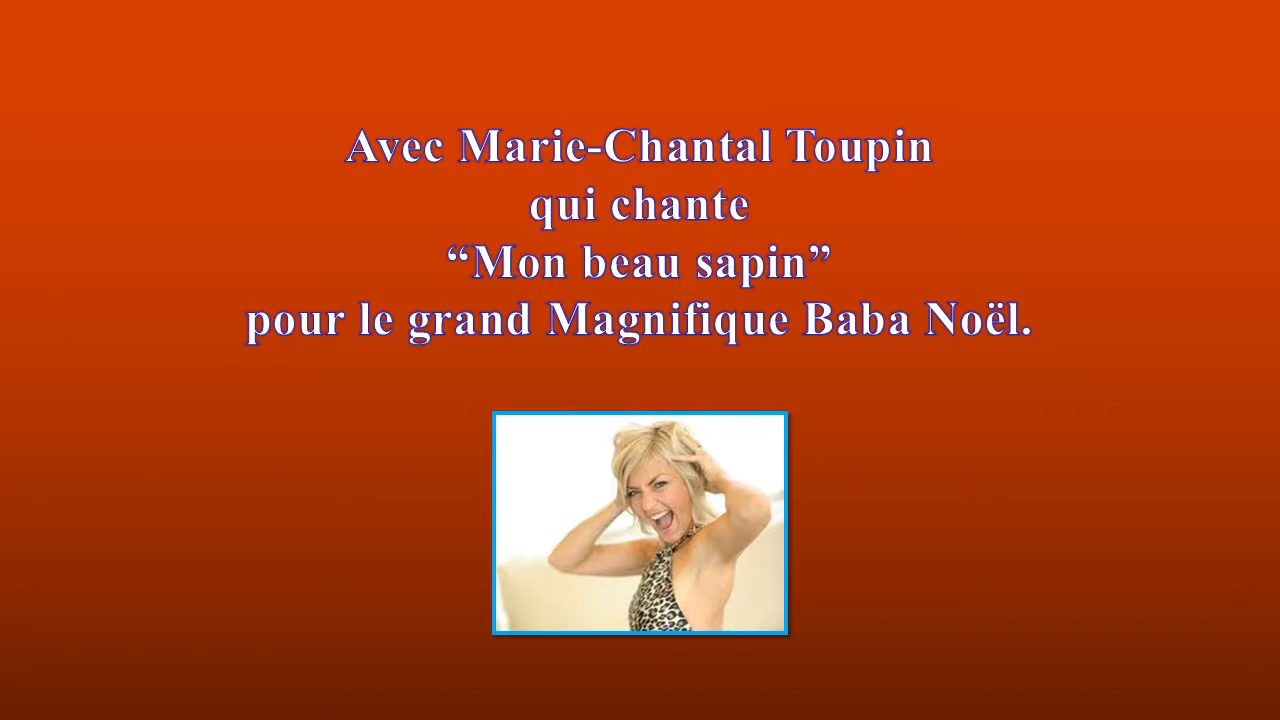 Avec Marie-Chantal Toupin
qui chante
“Mon beau sapin”
pour le grand Magnifique Baba Noël.